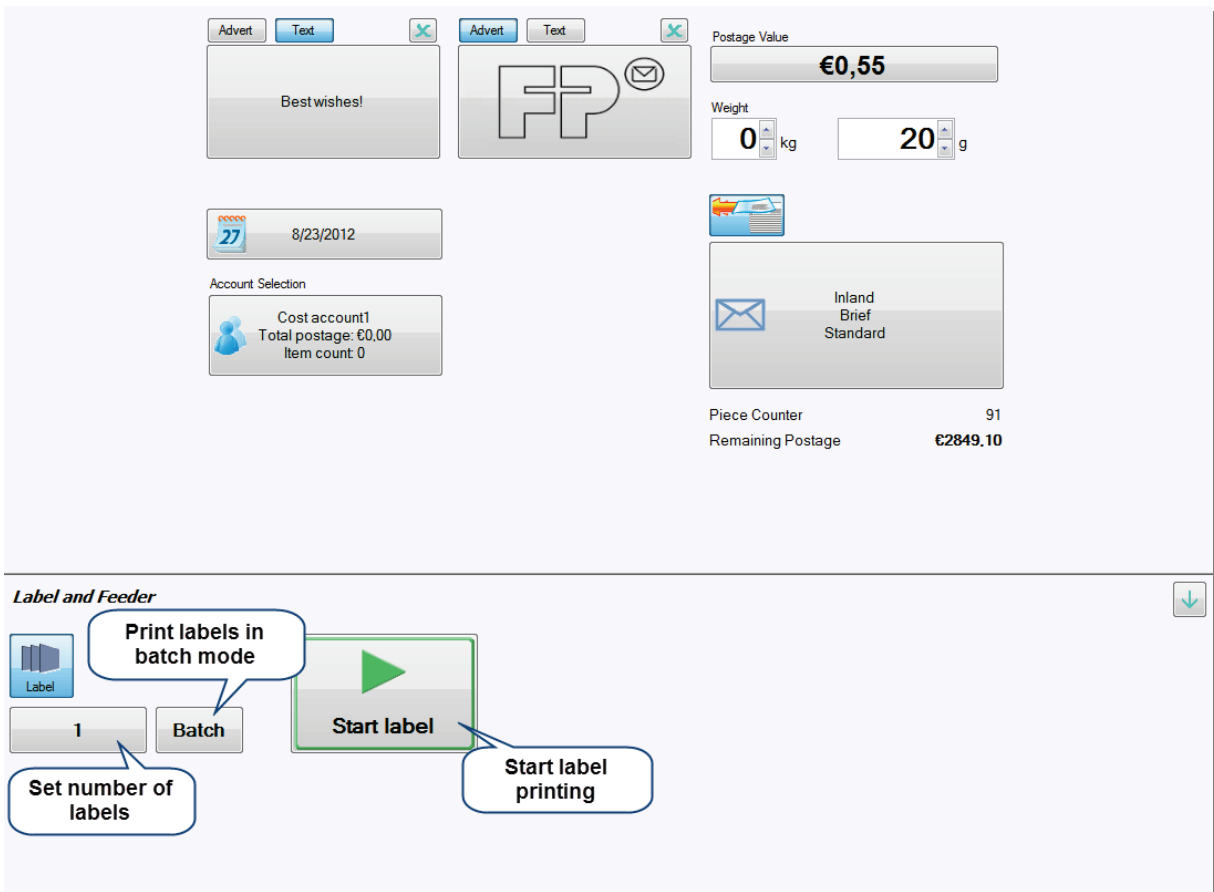 Advert Text
Best wishes!
Advert Text
FP
Postage Value
€0,55
Weight
0 kg 20 g
27 8/23/2012
Account Selection
Cost account1
Total postage: €0,00
Item count: 0
Inland
Brief
Standard
Piece Counter 91
Remaining Postage €2849,10
Label and Feeder
Print labels in
batch mode
Label
1 Batch
Start label
Set number of
labels
Start label
printing